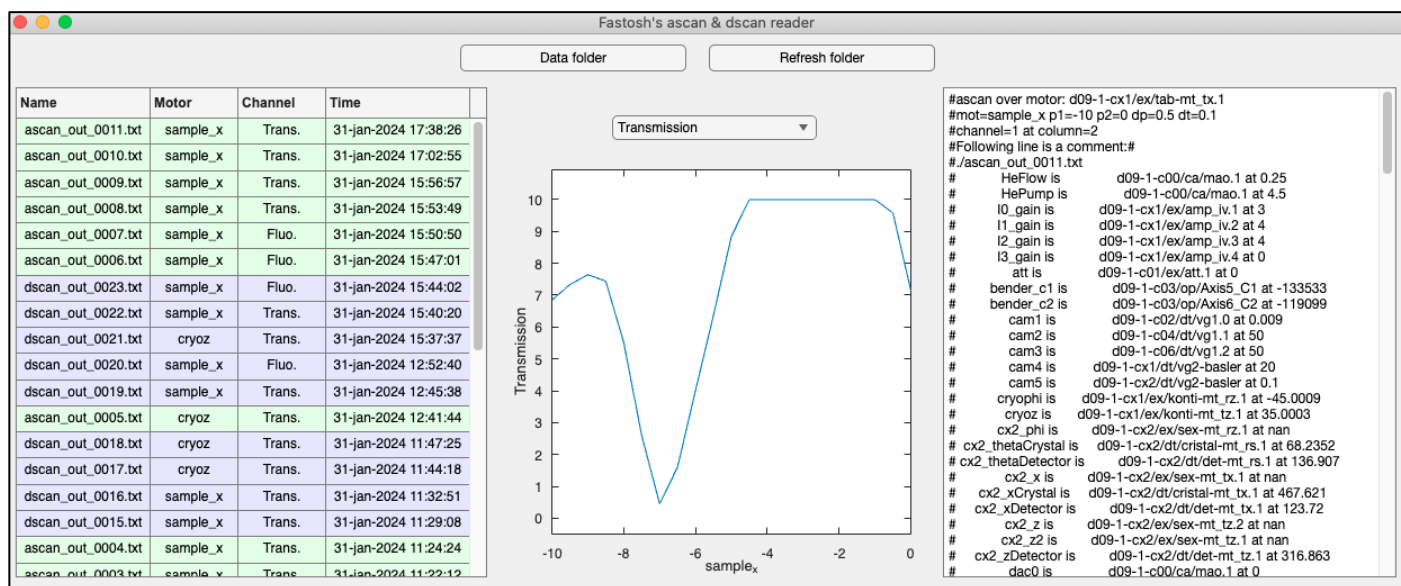 Fastosh's ascan & dscan reader
Data folder Refresh folder
Name Motor Channel Time
ascan_out_0011.txt sample_x Trans. 31-jan-2024 17:38:26
ascan_out_0010.txt sample_x Trans. 31-jan-2024 17:02:55
ascan_out_0009.txt sample_x Trans. 31-jan-2024 15:56:57
ascan_out_0008.txt sample_x Trans. 31-jan-2024 15:53:49
ascan_out_0007.txt sample_x Fluo. 31-jan-2024 15:50:50
ascan_out_0006.txt sample_x Fluo. 31-jan-2024 15:47:01
dscan_out_0023.txt sample_x Fluo. 31-jan-2024 15:44:02
dscan_out_0022.txt sample_x Trans. 31-jan-2024 15:40:20
dscan_out_0021.txt cryoz Trans. 31-jan-2024 15:37:37
dscan_out_0020.txt sample_x Fluo. 31-jan-2024 12:52:40
dscan_out_0019.txt sample_x Trans. 31-jan-2024 12:45:38
ascan_out_0005.txt cryoz Trans. 31-jan-2024 12:41:44
dscan_out_0018.txt cryoz Trans. 31-jan-2024 11:47:25
dscan_out_0017.txt cryoz Trans. 31-jan-2024 11:44:18
dscan_out_0016.txt sample_x Trans. 31-jan-2024 11:32:51
dscan_out_0015.txt sample_x Trans. 31-jan-2024 11:29:08
ascan_out_0004.txt sample_x Trans. 31-jan-2024 11:24:24
ascan_out_0003.txt sample_x Trans. 31-jan-2024 11:22:12
Transmission
10
9
8
7
6
5
4
3
2
1
0
Transmission
-10 -8 -6 -4 -2 0
sample_x
#ascan over motor: d09-1-cx1/ex/tab-mt_tx.1
#mot=sample_x p1=-10 p2=0 dp=0.5 dt=0.1
#channel=1 at column=2
#Following line is a comment:#
#./ascan_out_0011.txt
# HeFlow is d09-1-c00/ca/mao.1 at 0.25
# HePump is d09-1-c00/ca/mao.1 at 4.5
# I0_gain is d09-1-cx1/ex/amp_iv.1 at 3
# I1_gain is d09-1-cx1/ex/amp_iv.2 at 4
# I2_gain is d09-1-cx1/ex/amp_iv.3 at 4
# I3_gain is d09-1-cx1/ex/amp_iv.4 at 0
# att is d09-1-c01/ex/att.1 at 0
# bender_c1 is d09-1-c03/op/Axis5_C1 at -133533
# bender_c2 is d09-1-c03/op/Axis6_C2 at -119099
# cam1 is d09-1-c02/dt/vg1.0 at 0.009
# cam2 is d09-1-c04/dt/vg1.1 at 50
# cam3 is d09-1-c06/dt/vg1.2 at 50
# cam4 is d09-1-cx1/dt/vg2-basler at 20
# cam5 is d09-1-cx2/dt/vg2-basler at 0.1
# cryophi is d09-1-cx1/ex/konti-mt_rz.1 at -45.0009
# cryoz is d09-1-cx1/ex/konti-mt_tz.1 at 35.0003
# cx2_phi is d09-1-cx2/ex/sex-mt_rz.1 at nan
# cx2_thetaCrystal is d09-1-cx2/dt/cristal-mt_rs.1 at 68.2352
# cx2_thetaDetector is d09-1-cx2/dt/det-mt_rs.1 at 136.907
# cx2_x is d09-1-cx2/ex/sex-mt_tx.1 at nan
# cx2_xCrystal is d09-1-cx2/dt/cristal-mt_tx.1 at 467.621
# cx2_xDetector is d09-1-cx2/dt/det-mt_tx.1 at 123.72
# cx2_z is d09-1-cx2/ex/sex-mt_tz.2 at nan
# cx2_z2 is d09-1-cx2/ex/sex-mt_tz.1 at nan
# cx2_zDetector is d09-1-cx2/dt/det-mt_tz.1 at 316.863
# dac0 is d09-1-c00/ca/mao.1 at 0